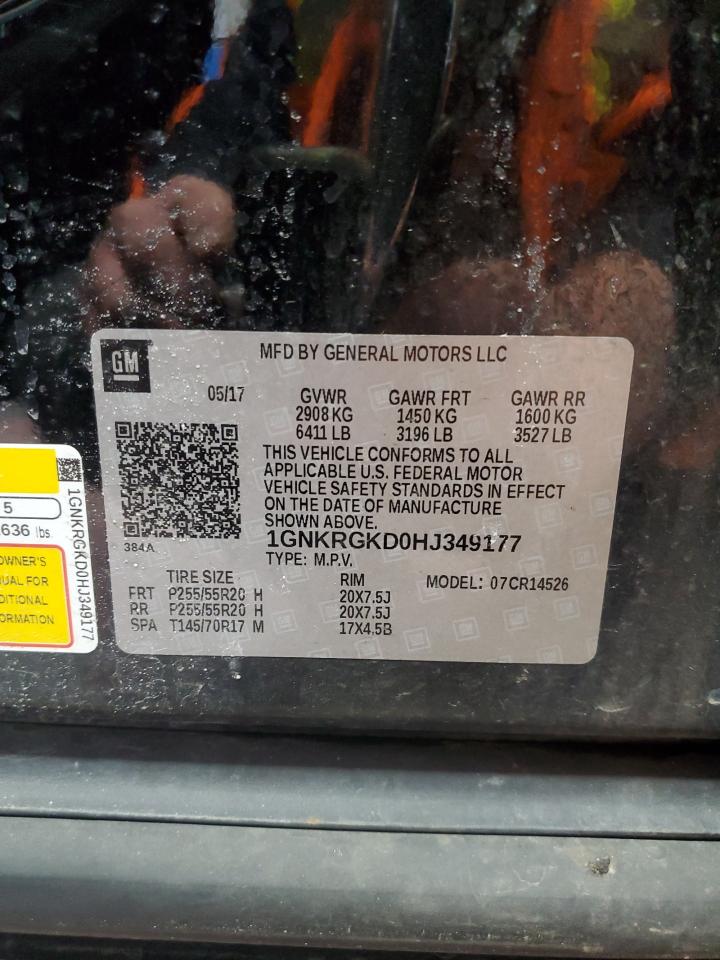 GM
MFD BY GENERAL MOTORS LLC
05/17
GVWR GAWR FRT GAWR RR
2908 KG 1450 KG 1600 KG
6411 LB 3196 LB 3527 LB
THIS VEHICLE CONFORMS TO ALL
APPLICABLE U.S. FEDERAL MOTOR
VEHICLE SAFETY STANDARDS IN EFFECT
ON THE DATE OF MANUFACTURE
SHOWN ABOVE.
384A
1GNKRGKD0HJ349177
TYPE: M.P.V.
TIRE SIZE RIM MODEL: 07CR14526
FRT P255/55R20 H 20X7.5J
RR P255/55R20 H 20X7.5J
SPA T145/70R17 M 17X4.5B
5
636 lbs.
OWNER'S
UAL FOR
DITIONAL
FORMATION
1GNKRGKD0HJ349177